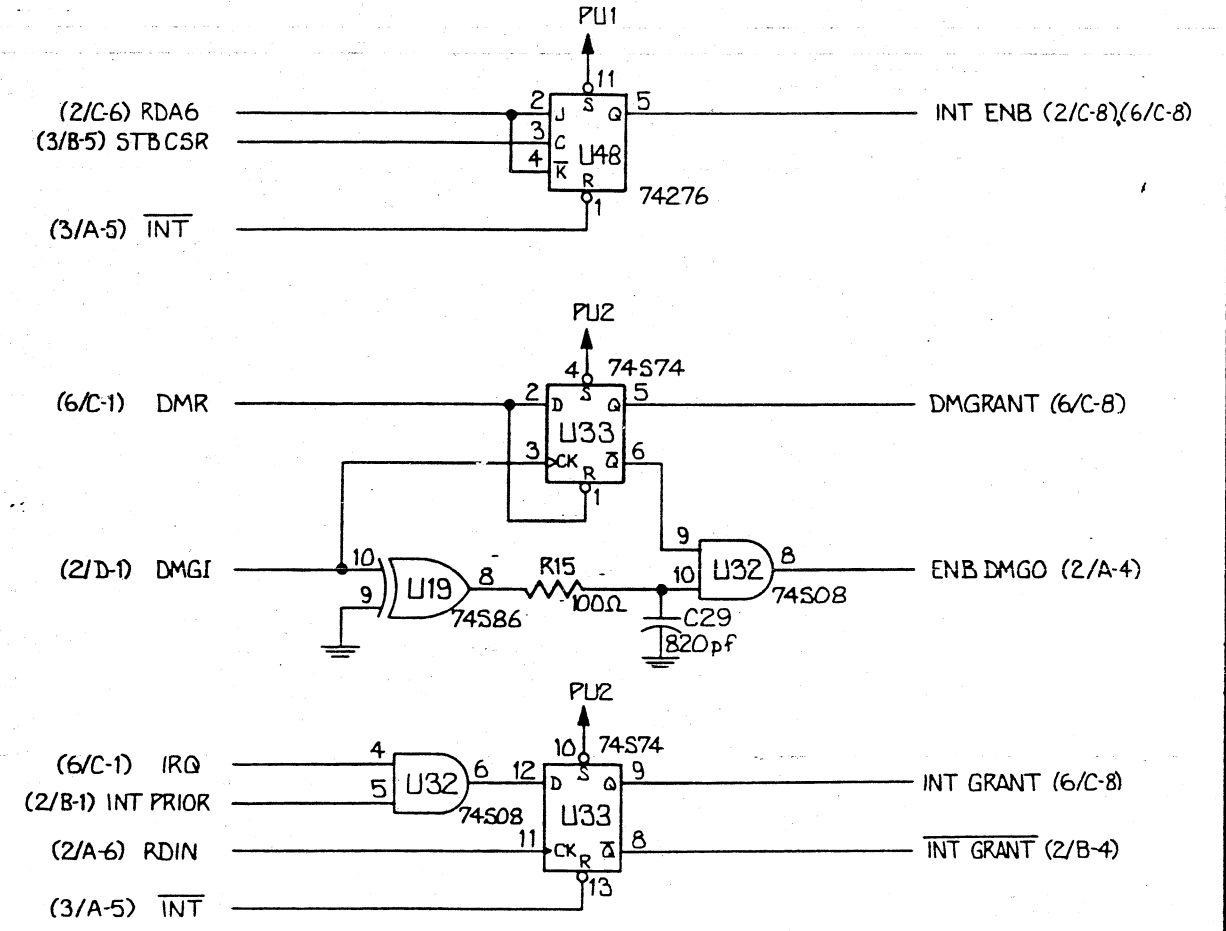 PU1
11
(2/C-6) RDA6 2 J S Q 5 INT ENB (2/C-8),(6/C-8)
(3/B-5) STBCSR 3 C
4 K̅ U48
R 74276
1
(3/A-5) I̅N̅T̅
PU2
4 74S74
(6/C-1) DMR 2 D S Q 5 DMGRANT (6/C-8)
U33
3 CK Q̅ 6
R
1
9
(2/D-1) DMGI 10 U19 8 R15 10 U32 8 ENB DMGO (2/A-4)
9 74S86 100Ω 74S08
C29
820pf
PU2
10 74S74
(6/C-1) IRQ 4 S
U32 6 12 D Q 9 INT GRANT (6/C-8)
(2/B-1) INT PRIOR 5 74S08 U33
(2/A-6) RDIN 11 CK Q̅ 8 I̅N̅T̅ G̅R̅A̅N̅T̅ (2/B-4)
R
13
(3/A-5) I̅N̅T̅